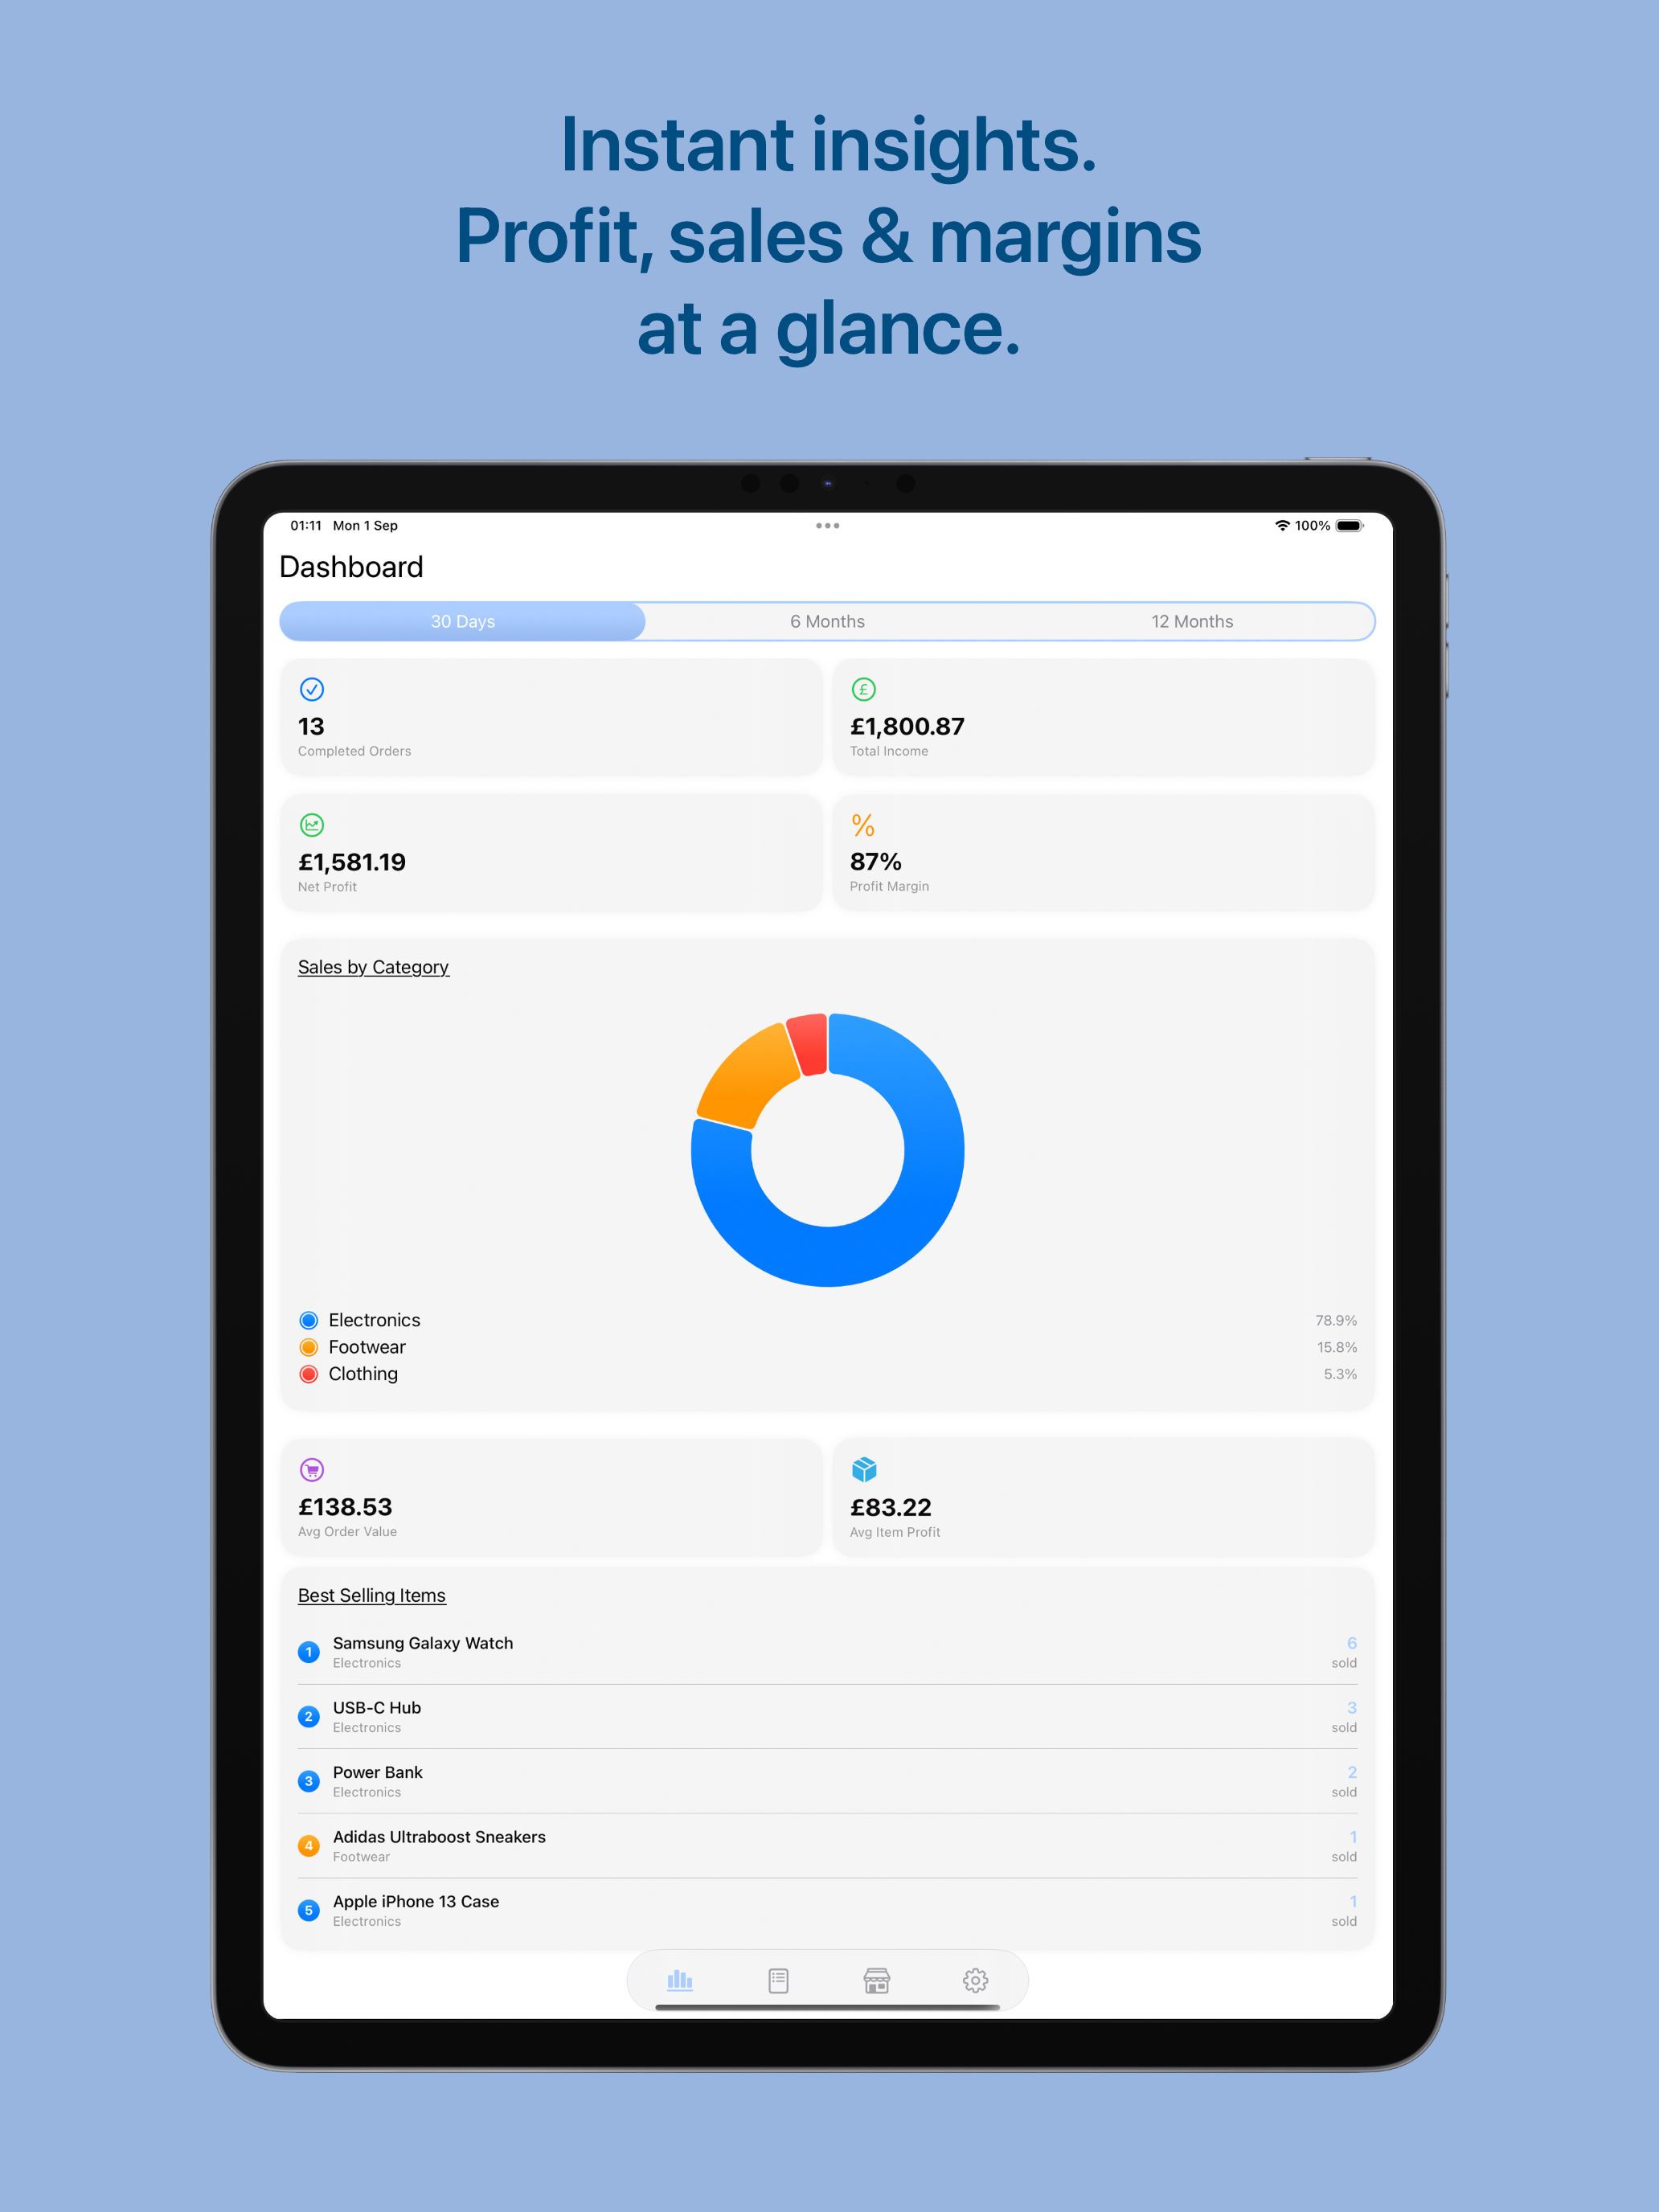 Instant insights.
Profit, sales & margins
at a glance.
01:11 Mon 1 Sep
100%
Dashboard
30 Days
6 Months
12 Months
13
Completed Orders
£1,800.87
Total Income
£1,581.19
Net Profit
%
87%
Profit Margin
Sales by Category
Electronics 78.9%
Footwear 15.8%
Clothing 5.3%
£138.53
Avg Order Value
£83.22
Avg Item Profit
Best Selling Items
1 Samsung Galaxy Watch 6
Electronics sold
2 USB-C Hub 3
Electronics sold
3 Power Bank 2
Electronics sold
4 Adidas Ultraboost Sneakers 1
Footwear sold
5 Apple iPhone 13 Case 1
Electronics sold